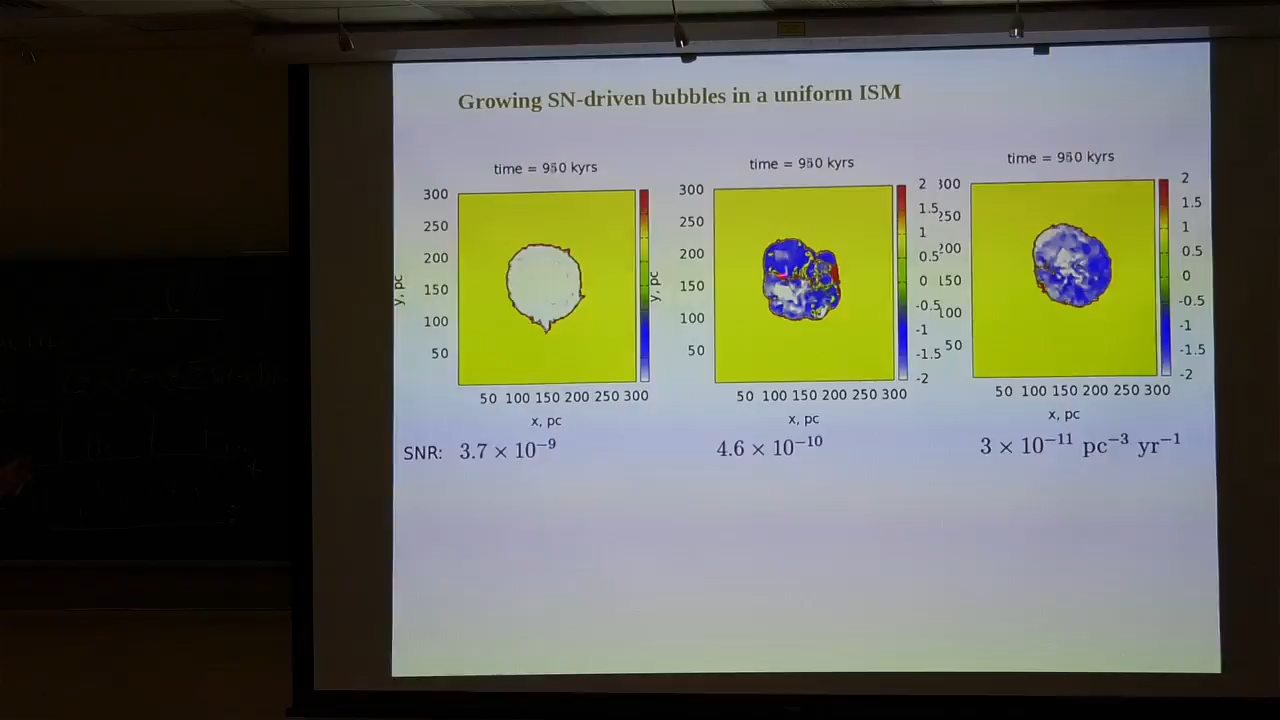 Growing SN-driven bubbles in a uniform ISM
time = 950 kyrs
time = 950 kyrs
time = 950 kyrs
300
250
200
150
100
50
y, pc
50 100 150 200 250 300
x, pc
300
250
200
150
100
50
y, pc
50 100 150 200 250 300
x, pc
2
1.5
1
0.5
0
-0.5
-1
-1.5
-2
300
250
200
150
100
50
50 100 150 200 250 300
x, pc
2
1.5
1
0.5
0
-0.5
-1
-1.5
-2
SNR: 3.7 × 10⁻⁹
4.6 × 10⁻¹⁰
3 × 10⁻¹¹ pc⁻³ yr⁻¹